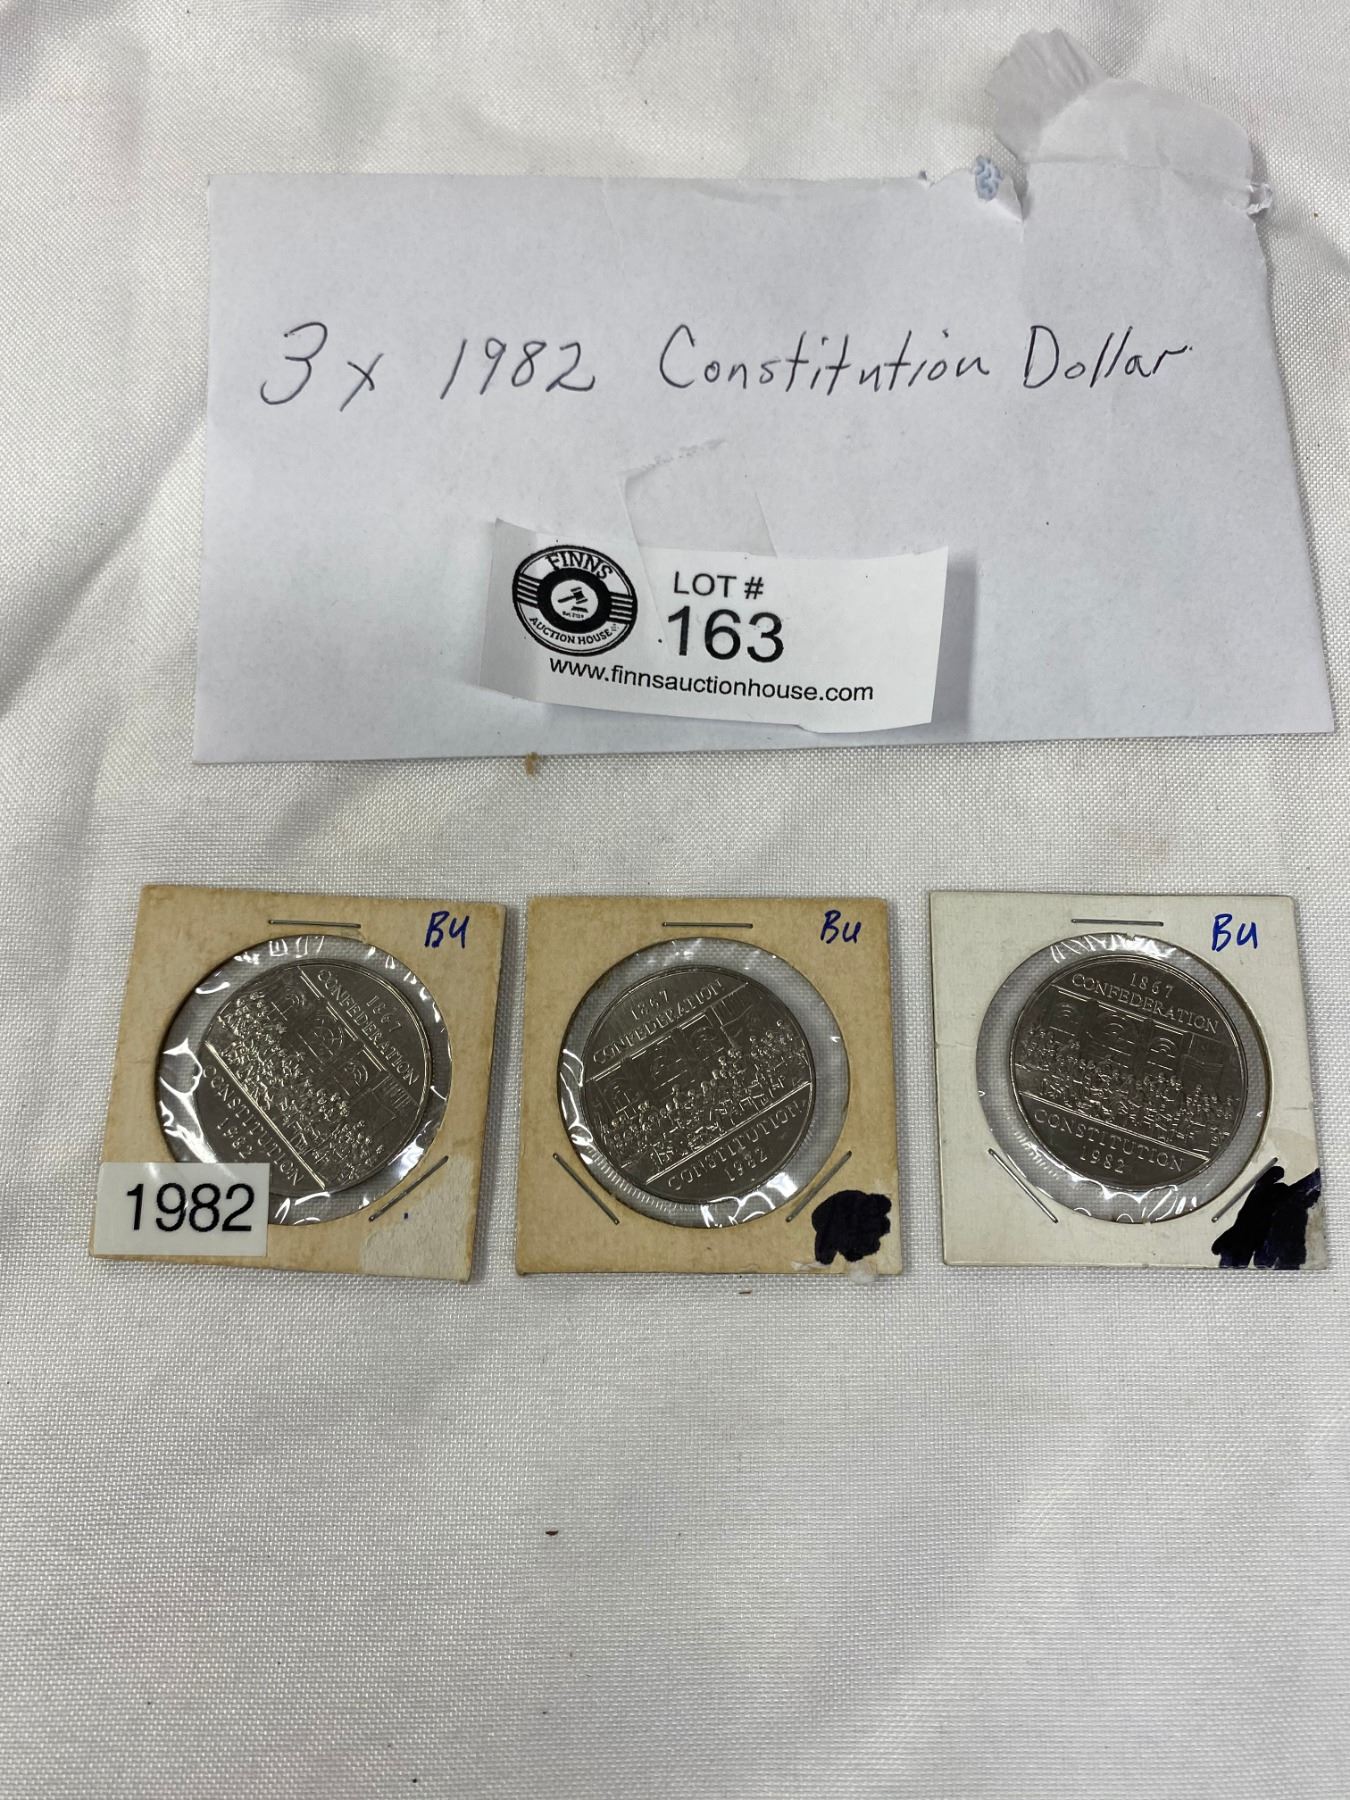 3 x 1982 Constitution Dollar
FINNS
AUCTION HOUSE
LOT #
163
www.finnsauctionhouse.com
BU
1867
CONFEDERATION
CONSTITUTION
1982
1982
BU
1867
CONFEDERATION
CONSTITUTION
1982
BU
1867
CONFEDERATION
CONSTITUTION
1982